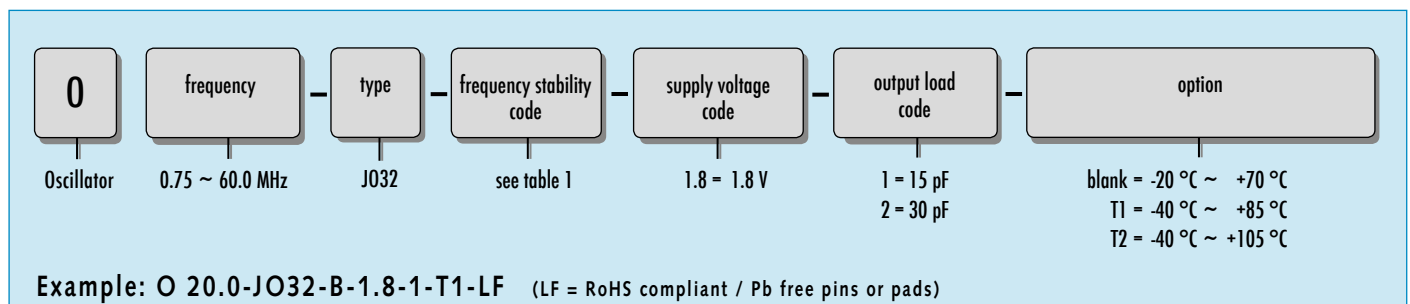 O
frequency
–
type
–
frequency stability
code
–
supply voltage
code
–
output load
code
–
option
Oscillator
0.75 ~ 60.0 MHz
JO32
see table 1
1.8 = 1.8 V
1 = 15 pF
2 = 30 pF
blank = -20 °C ~ +70 °C
T1 = -40 °C ~ +85 °C
T2 = -40 °C ~ +105 °C
Example: O 20.0-JO32-B-1.8-1-T1-LF (LF = RoHS compliant / Pb free pins or pads)